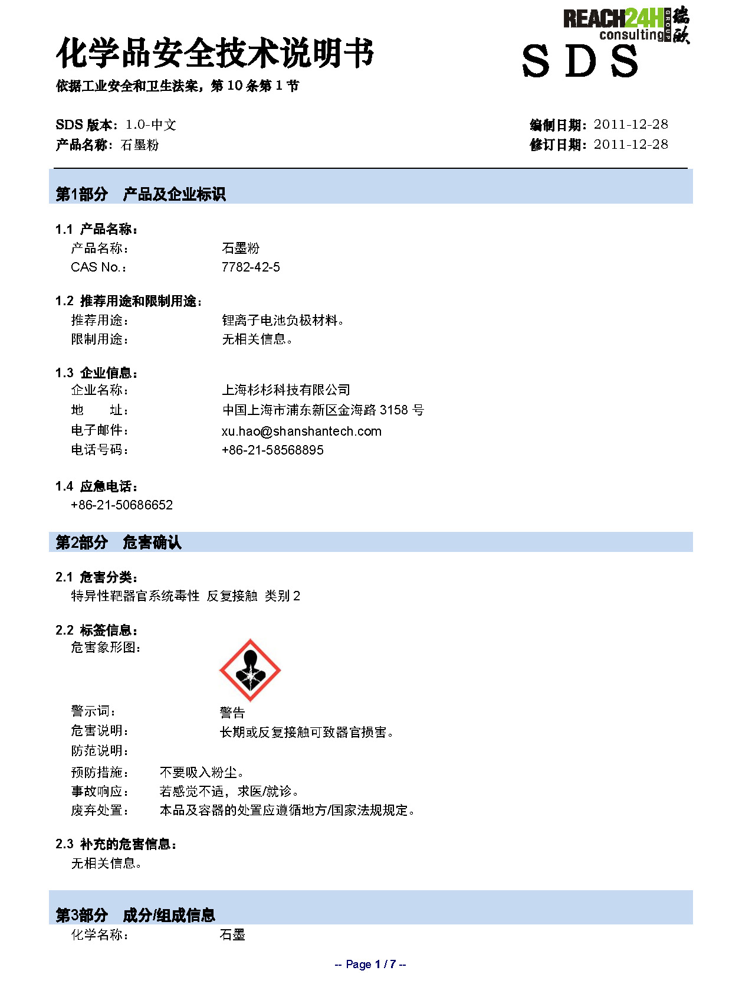 REACH24H GROUP 瑞欧
consulting
化学品安全技术说明书
SDS
依据工业安全和卫生法案，第 10 条第 1 节
SDS 版本：1.0-中文 编制日期：2011-12-28
产品名称：石墨粉 修订日期：2011-12-28
第1部分 产品及企业标识
1.1 产品名称：
产品名称： 石墨粉
CAS No.： 7782-42-5
1.2 推荐用途和限制用途：
推荐用途： 锂离子电池负极材料。
限制用途： 无相关信息。
1.3 企业信息：
企业名称： 上海杉杉科技有限公司
地 址： 中国上海市浦东新区金海路 3158 号
电子邮件： xu.hao@shanshantech.com
电话号码： +86-21-58568895
1.4 应急电话：
+86-21-50686652
第2部分 危害确认
2.1 危害分类：
特异性靶器官系统毒性 反复接触 类别 2
2.2 标签信息：
危害象形图：
警示词： 警告
危害说明： 长期或反复接触可致器官损害。
防范说明：
预防措施： 不要吸入粉尘。
事故响应： 若感觉不适，求医/就诊。
废弃处置： 本品及容器的处置应遵循地方/国家法规规定。
2.3 补充的危害信息：
无相关信息。
第3部分 成分/组成信息
化学名称： 石墨
-- Page 1 / 7 --